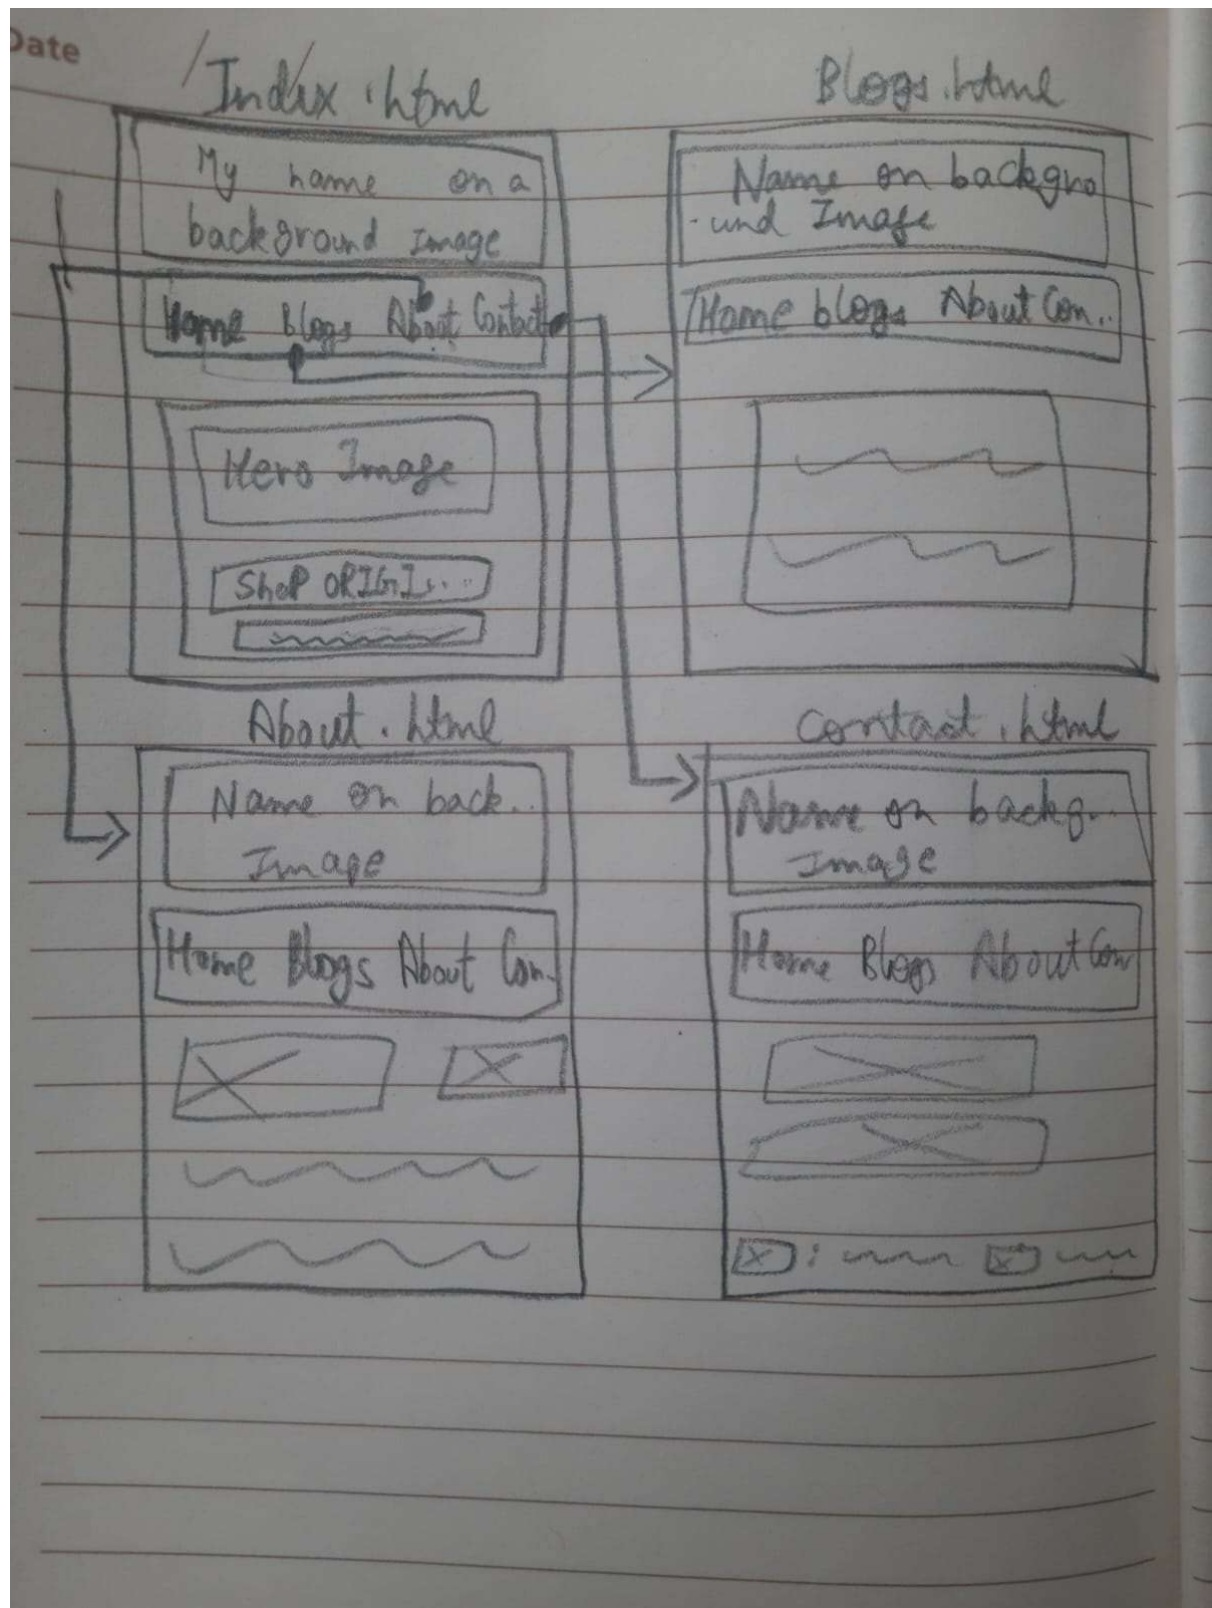 Date
Index.html
My name on a
background Image
Home Blogs About Contact
Hero Image
ShoP ORIGI...
Blogs.html
Name on backgro
und Image
Home blogs About Con..
About.html
Name on back..
Image
Home Blogs About Con..
Contact.html
Name on backg..
Image
Home Blogs About Con